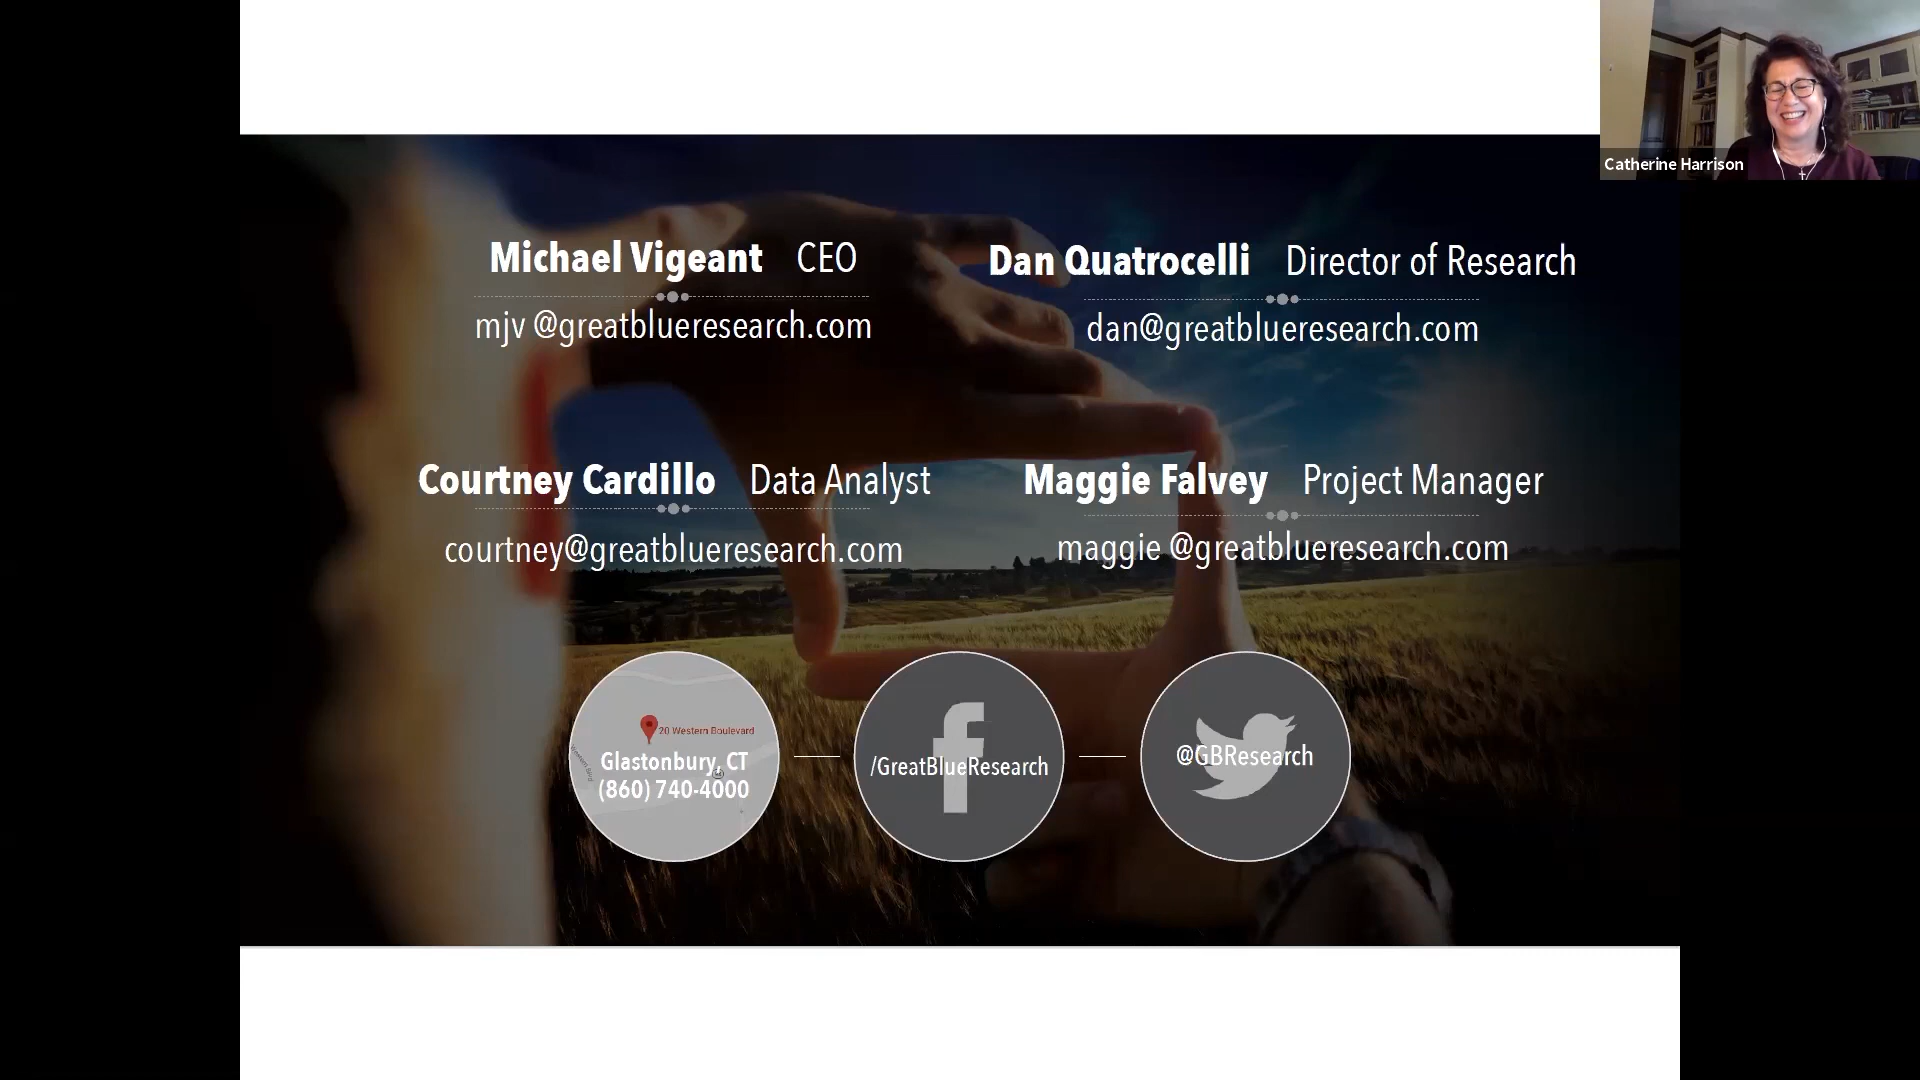 Catherine Harrison
Michael Vigeant CEO
mjv @greatblueresearch.com
Dan Quatrocelli Director of Research
dan@greatblueresearch.com
Courtney Cardillo Data Analyst
courtney@greatblueresearch.com
Maggie Falvey Project Manager
maggie @greatblueresearch.com
20 Western Boulevard
Glastonbury, CT
(860) 740-4000
/GreatBlueResearch
@GBResearch